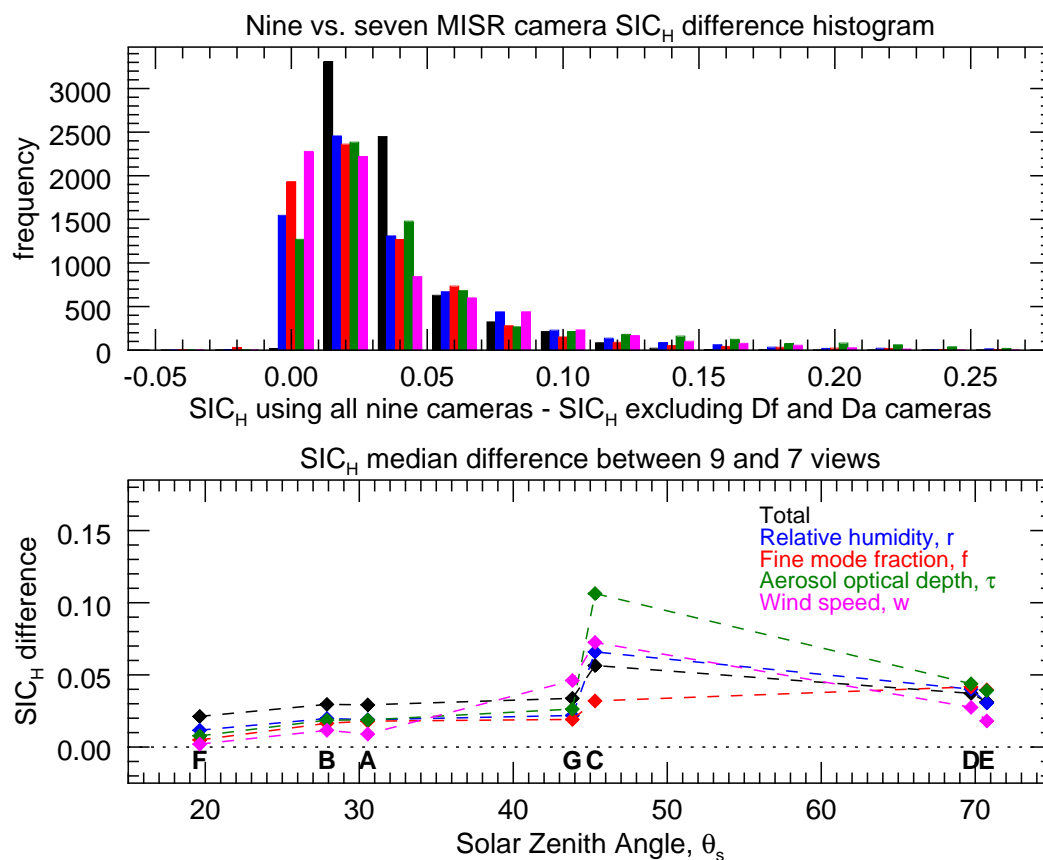 Nine vs. seven MISR camera SIC_H difference histogram
frequency
3000
2500
2000
1500
1000
500
0
-0.05 0.00 0.05 0.10 0.15 0.20 0.25
SIC_H using all nine cameras - SIC_H excluding Df and Da cameras
SIC_H median difference between 9 and 7 views
SIC_H difference
0.15
0.10
0.05
0.00
Total
Relative humidity, r
Fine mode fraction, f
Aerosol optical depth, τ
Wind speed, w
F B A G C D E
20 30 40 50 60 70
Solar Zenith Angle, θ_s